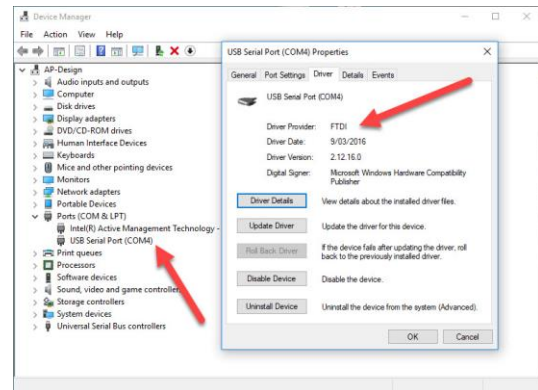 Device Manager
File Action View Help
AP-Design
Audio inputs and outputs
Computer
Disk drives
Display adapters
DVD/CD-ROM drives
Human Interface Devices
Keyboards
Mice and other pointing devices
Monitors
Network adapters
Portable Devices
Ports (COM & LPT)
Intel(R) Active Management Technology -
USB Serial Port (COM4)
Print queues
Processors
Software devices
Sound, video and game controllers
Storage controllers
System devices
Universal Serial Bus controllers
USB Serial Port (COM4) Properties
General Port Settings Driver Details Events
USB Serial Port (COM4)
Driver Provider: FTDI
Driver Date: 9/03/2016
Driver Version: 2.12.16.0
Digital Signer: Microsoft Windows Hardware Compatibility
Publisher
Driver Details View details about the installed driver files.
Update Driver Update the driver for this device.
Roll Back Driver If the device fails after updating the driver, roll
back to the previously installed driver.
Disable Device Disable the device.
Uninstall Device Uninstall the device from the system (Advanced).
OK Cancel